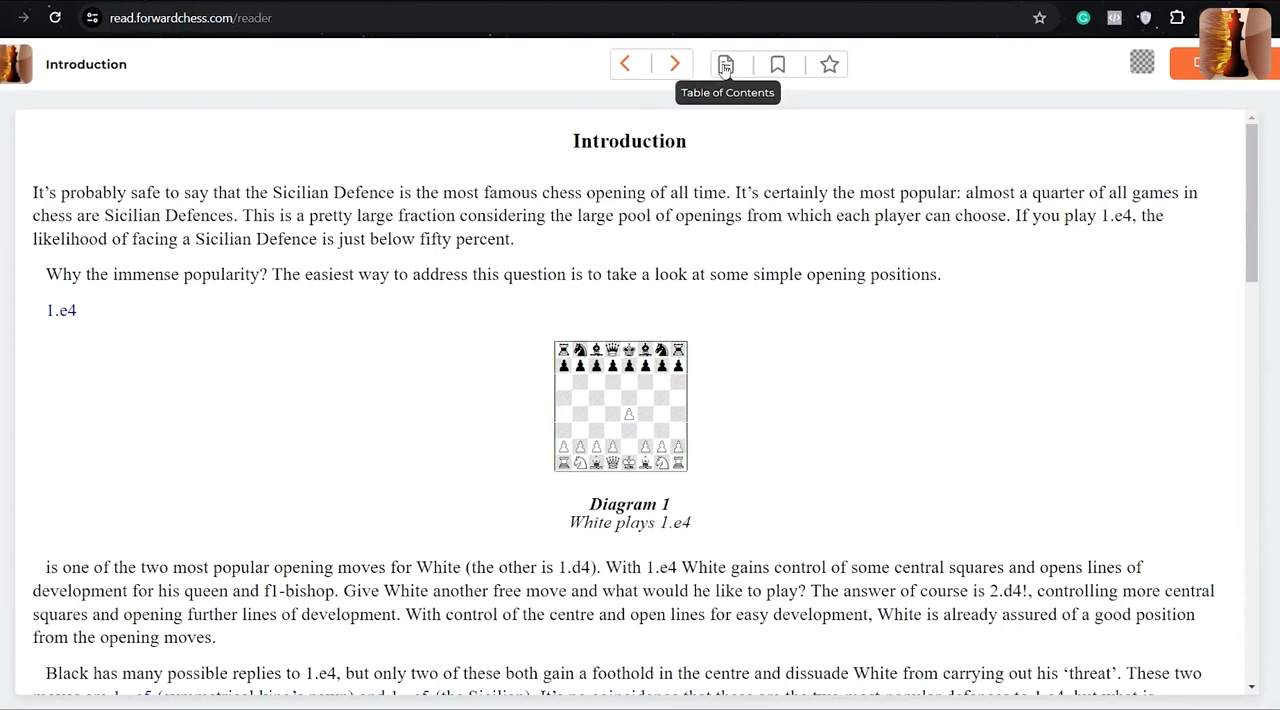 read.forwardchess.com/reader
Introduction
Table of Contents
Introduction
It’s probably safe to say that the Sicilian Defence is the most famous chess opening of all time. It’s certainly the most popular: almost a quarter of all games in
chess are Sicilian Defences. This is a pretty large fraction considering the large pool of openings from which each player can choose. If you play 1.e4, the
likelihood of facing a Sicilian Defence is just below fifty percent.
Why the immense popularity? The easiest way to address this question is to take a look at some simple opening positions.
1.e4
Diagram 1
White plays 1.e4
is one of the two most popular opening moves for White (the other is 1.d4). With 1.e4 White gains control of some central squares and opens lines of
development for his queen and f1-bishop. Give White another free move and what would he like to play? The answer of course is 2.d4!, controlling more central
squares and opening further lines of development. With control of the centre and open lines for easy development, White is already assured of a good position
from the opening moves.
Black has many possible replies to 1.e4, but only two of these both gain a foothold in the centre and dissuade White from carrying out his ‘threat’. These two